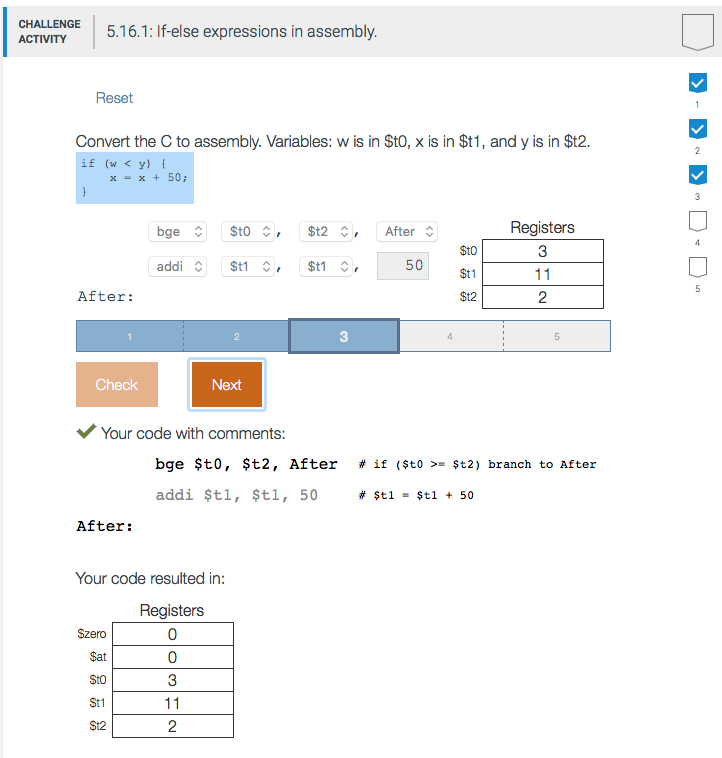 CHALLENGE
ACTIVITY
5.16.1: If-else expressions in assembly.
Reset
1
2
3
4
5
Convert the C to assembly. Variables: w is in $t0, x is in $t1, and y is in $t2.
if (w < y) {
x = x + 50;
}
bge $t0 , $t2 , After
addi $t1 , $t1 , 50
After:
Registers
$t0 3
$t1 11
$t2 2
1 2 3 4 5
Check Next
Your code with comments:
bge $t0, $t2, After # if ($t0 >= $t2) branch to After
addi $t1, $t1, 50 # $t1 = $t1 + 50
After:
Your code resulted in:
Registers
$zero 0
$at 0
$t0 3
$t1 11
$t2 2